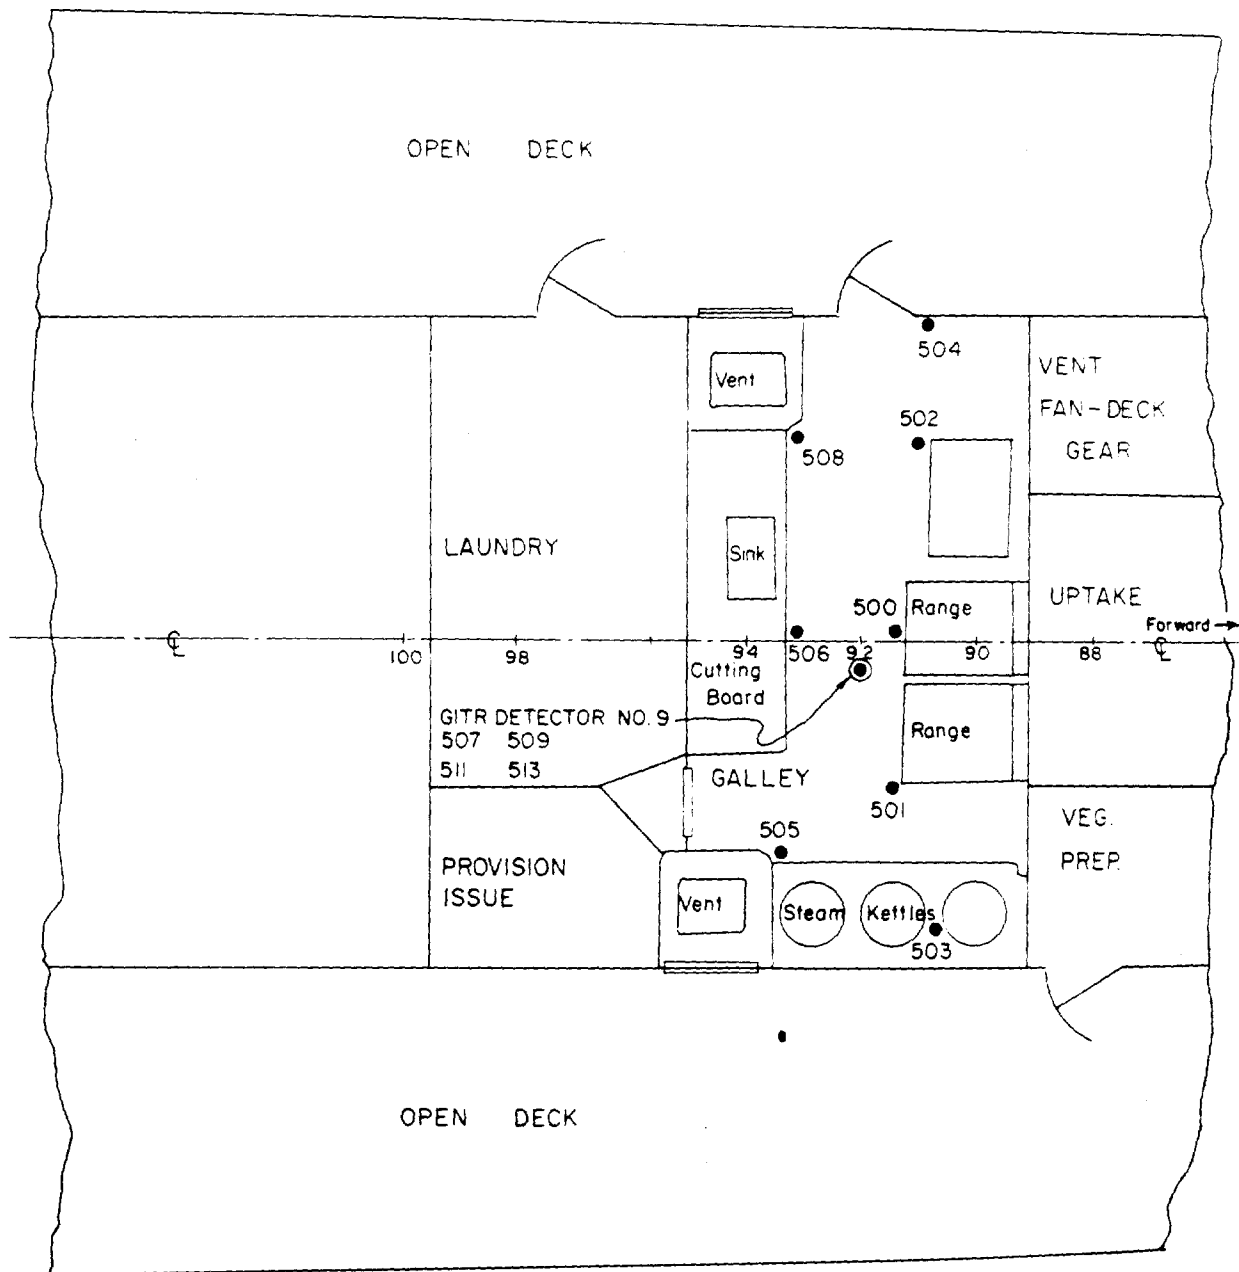 OPEN DECK
504
VENT
FAN-DECK
GEAR
Vent
502
508
LAUNDRY
Sink
500
Range
UPTAKE
Forward
℄
100
98
94
506
92
90
88
℄
Cutting
Board
GITR DETECTOR NO. 9
507 509
511 513
Range
GALLEY
501
505
VEG.
PREP.
PROVISION
ISSUE
Vent
Steam Kettles
503
OPEN DECK